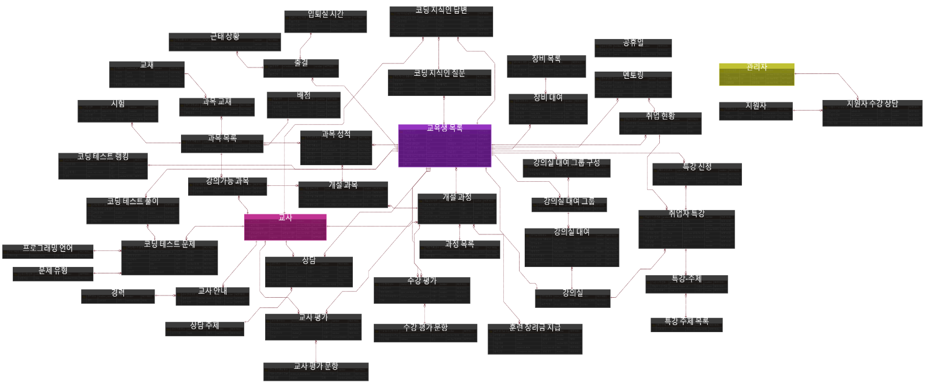 코딩 지식인 답변
입퇴실 시간
근태 상황
공휴일
출결
장비 목록
교재
코딩 지식인 질문
멘토링
관리자
시험
과목 교재
배점
장비 대여
지원자
지원자 수강 상담
취업 현황
과목 목록
과목 성적
교육생 목록
코딩 테스트 랭킹
강의실 대여 그룹 구성
특강 신청
강의가능 과목
개설 과목
개설 과정
코딩 테스트 풀이
강의실 대여 그룹
교사
취업자 특강
강의실 대여
프로그래밍 언어
코딩 테스트 문제
과정 목록
문제 유형
상담
수강 평가
특강-주제
경력
교사 안내
강의실
상담 주제
교사 평가
수강 평가 문항
훈련 장려금 지급
특강 주제 목록
교사 평가 문항